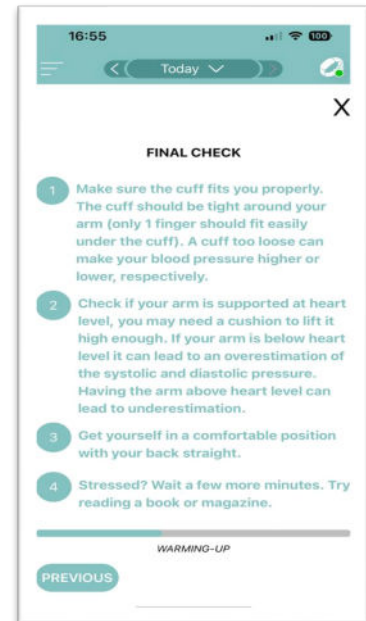 16:55
100
Today
X
FINAL CHECK
1
Make sure the cuff fits you properly.
The cuff should be tight around your
arm (only 1 finger should fit easily
under the cuff). A cuff too loose can
make your blood pressure higher or
lower, respectively.
2
Check if your arm is supported at heart
level, you may need a cushion to lift it
high enough. If your arm is below heart
level it can lead to an overestimation of
the systolic and diastolic pressure.
Having the arm above heart level can
lead to underestimation.
3
Get yourself in a comfortable position
with your back straight.
4
Stressed? Wait a few more minutes. Try
reading a book or magazine.
WARMING-UP
PREVIOUS